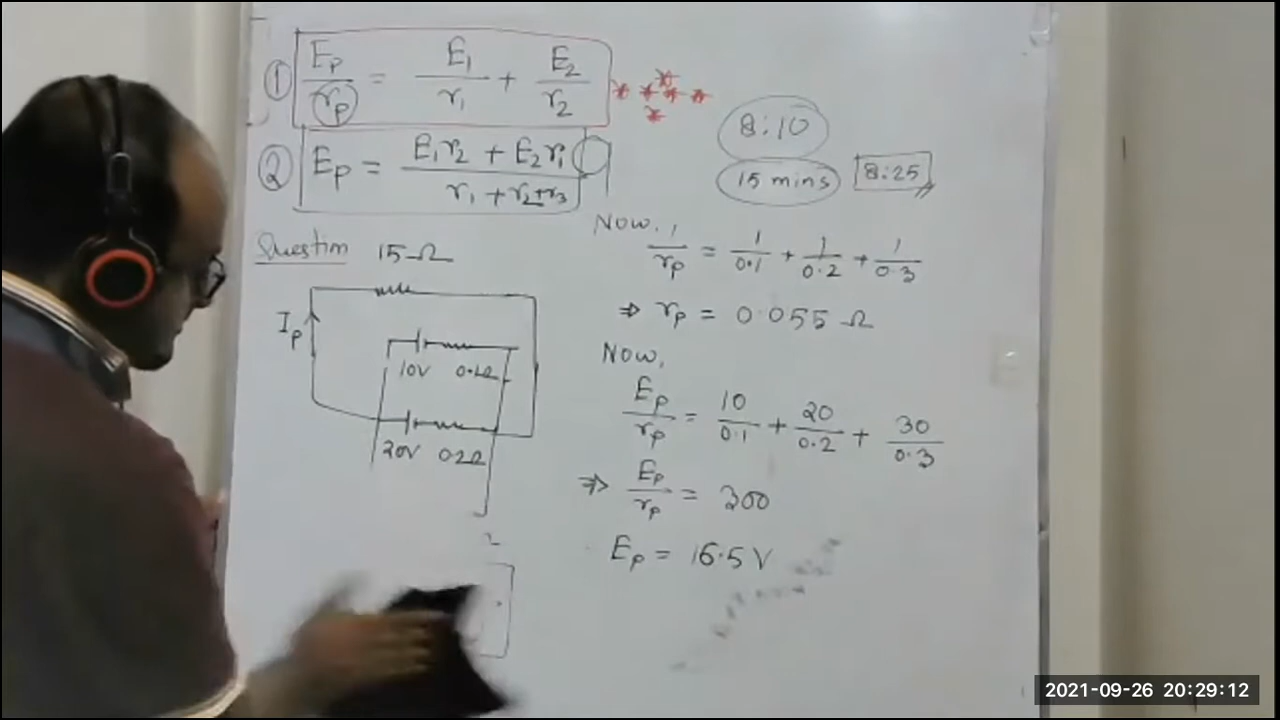 ① Ep/rp = E1/r1 + E2/r2
② Ep = (E1r2 + E2r1)/(r1 + r2+r3)
8:10
15 mins 8:25
Question 15Ω
Ip
10V 0.1Ω
20V 0.2Ω
Now, 1/rp = 1/0.1 + 1/0.2 + 1/0.3
⇒ rp = 0.055 Ω
Now,
Ep/rp = 10/0.1 + 20/0.2 + 30/0.3
⇒ Ep/rp = 300
Ep = 16.5 V
2021-09-26 20:29:12